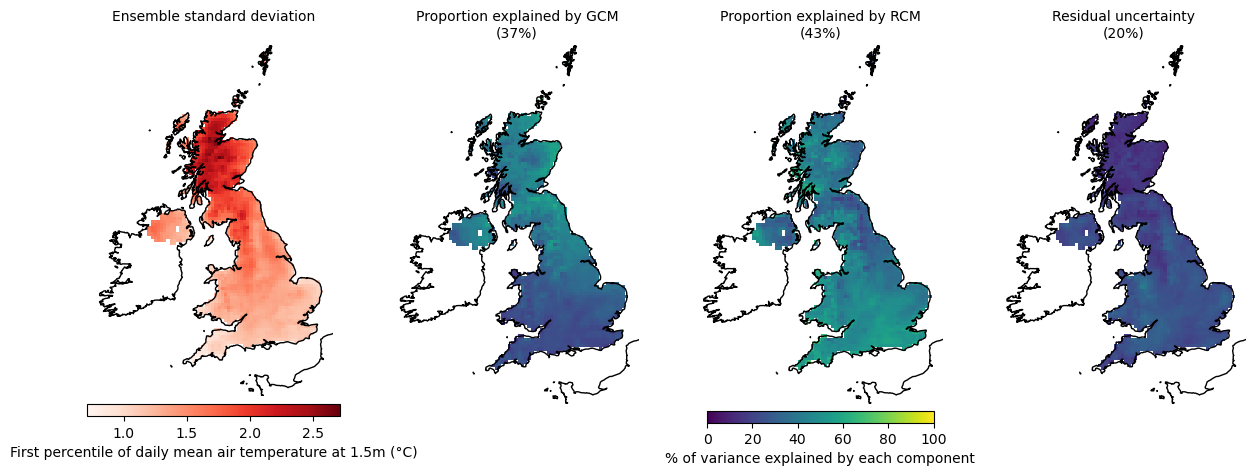 Ensemble standard deviation
Proportion explained by GCM
(37%)
Proportion explained by RCM
(43%)
Residual uncertainty
(20%)
1.0 1.5 2.0 2.5
First percentile of daily mean air temperature at 1.5m (°C)
0 20 40 60 80 100
% of variance explained by each component